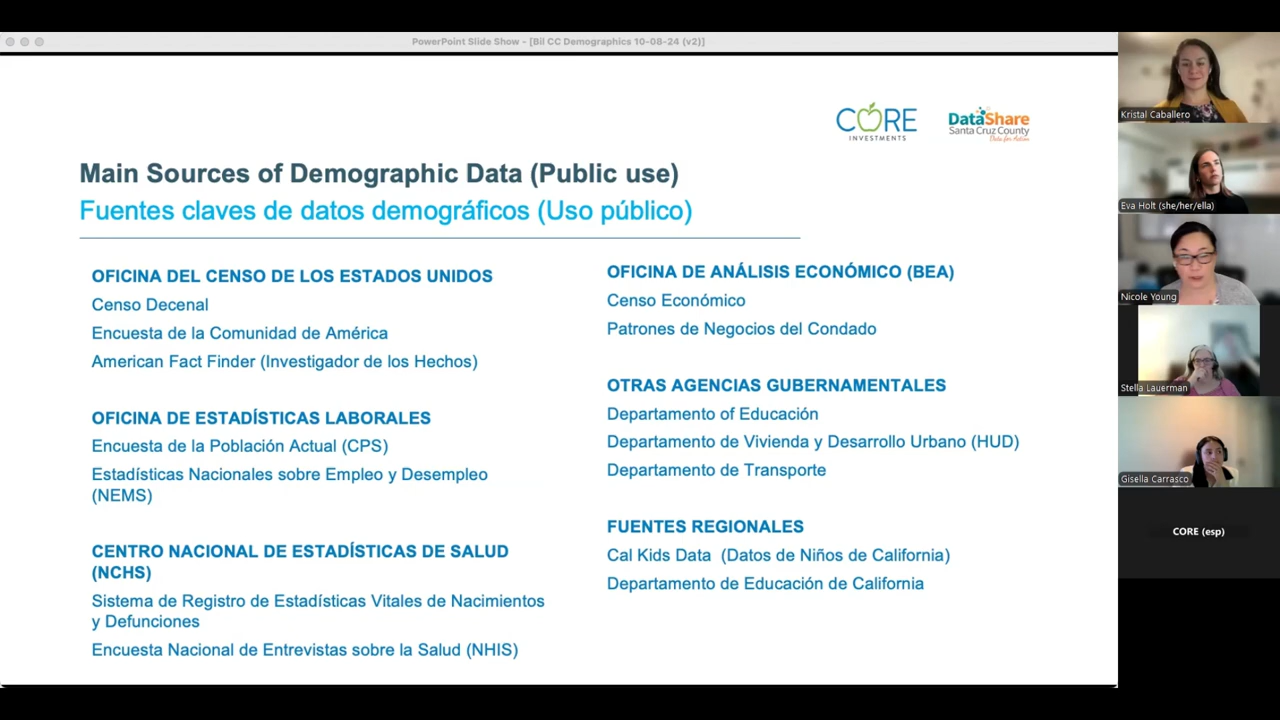 PowerPoint Slide Show - [Bil CC Demographics 10-08-24 (v2)]
CORE
INVESTMENTS
DataShare
Santa Cruz County
Data for Action
Main Sources of Demographic Data (Public use)
Fuentes claves de datos demográficos (Uso público)
OFICINA DEL CENSO DE LOS ESTADOS UNIDOS
Censo Decenal
Encuesta de la Comunidad de América
American Fact Finder (Investigador de los Hechos)
OFICINA DE ESTADÍSTICAS LABORALES
Encuesta de la Población Actual (CPS)
Estadísticas Nacionales sobre Empleo y Desempleo
(NEMS)
CENTRO NACIONAL DE ESTADÍSTICAS DE SALUD
(NCHS)
Sistema de Registro de Estadísticas Vitales de Nacimientos
y Defunciones
Encuesta Nacional de Entrevistas sobre la Salud (NHIS)
OFICINA DE ANÁLISIS ECONÓMICO (BEA)
Censo Económico
Patrones de Negocios del Condado
OTRAS AGENCIAS GUBERNAMENTALES
Departamento of Educación
Departamento de Vivienda y Desarrollo Urbano (HUD)
Departamento de Transporte
FUENTES REGIONALES
Cal Kids Data (Datos de Niños de California)
Departamento de Educación de California
Kristal Caballero
Eva Holt (she/her/ella)
Nicole Young
Stella Lauerman
Gisella Carrasco
CORE (esp)